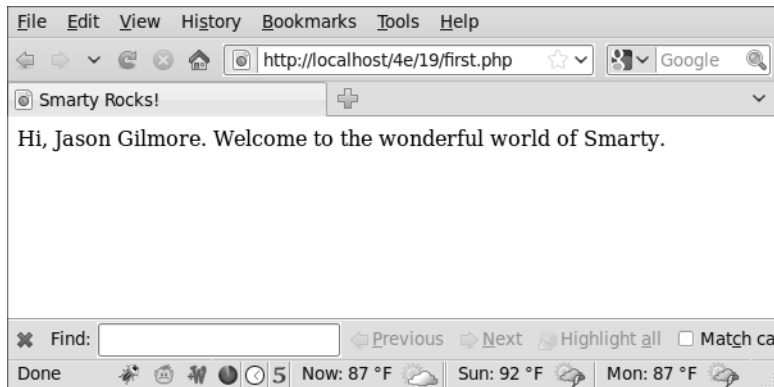 File Edit View History Bookmarks Tools Help
http://localhost/4e/19/first.php Google
Smarty Rocks!
Hi, Jason Gilmore. Welcome to the wonderful world of Smarty.
Find: Previous Next Highlight all Match ca
Done 5 Now: 87 °F Sun: 92 °F Mon: 87 °F